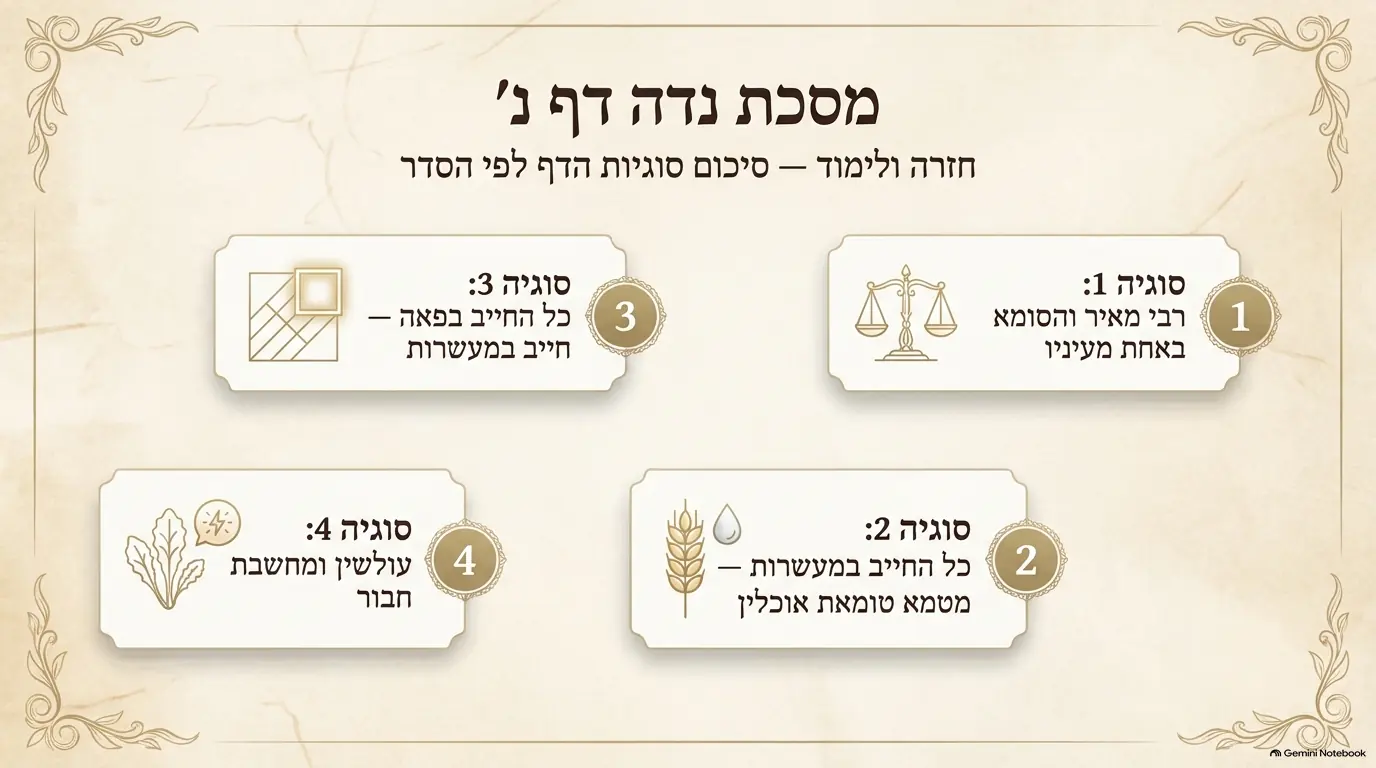 מסכת נדה דף נ'
חזרה ולימוד — סיכום סוגיות הדף לפי הסדר
1
סוגיה 1:
רבי מאיר והסומא
באחת מעיניו
2
סוגיה 2:
כל החייב במעשרות —
מטמא טומאת אוכלין
3
סוגיה 3:
כל החייב בפאה —
חייב במעשרות
4
סוגיה 4:
עולשין ומחשבת
חבור
Gemini Notebook